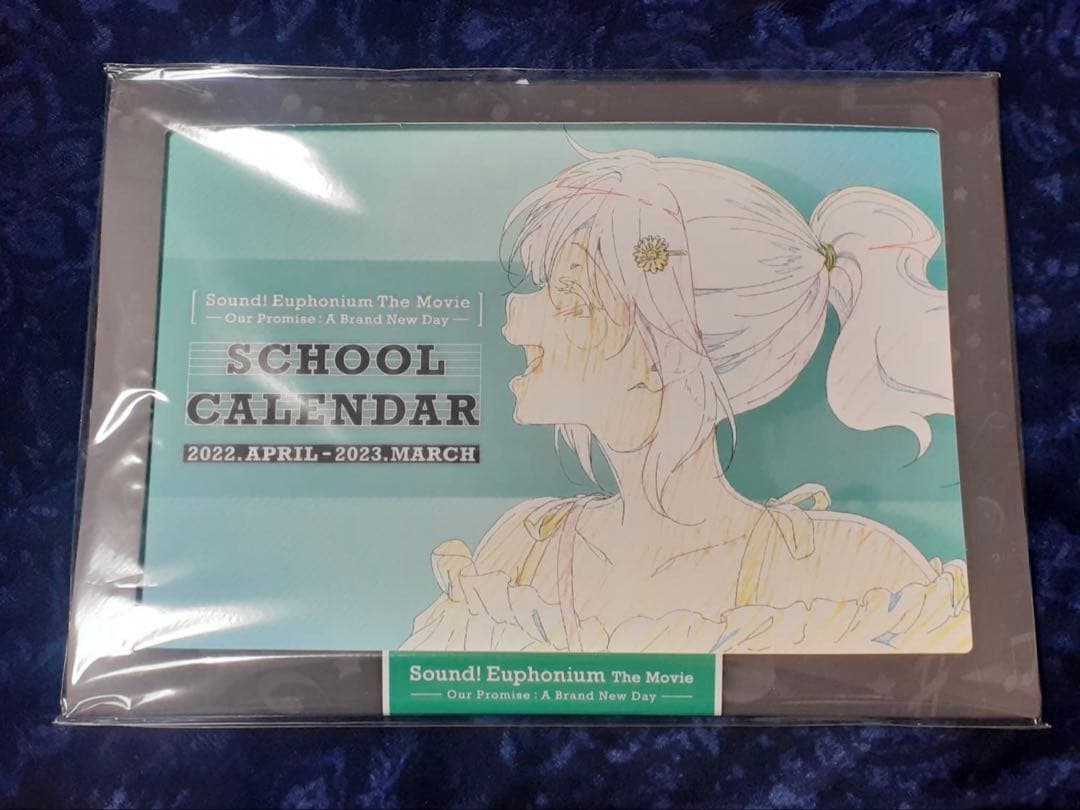 [ Sound! Euphonium The Movie ]
— Our Promise : A Brand New Day —
SCHOOL
CALENDAR
2022.APRIL-2023.MARCH
Sound! Euphonium The Movie
— Our Promise : A Brand New Day —